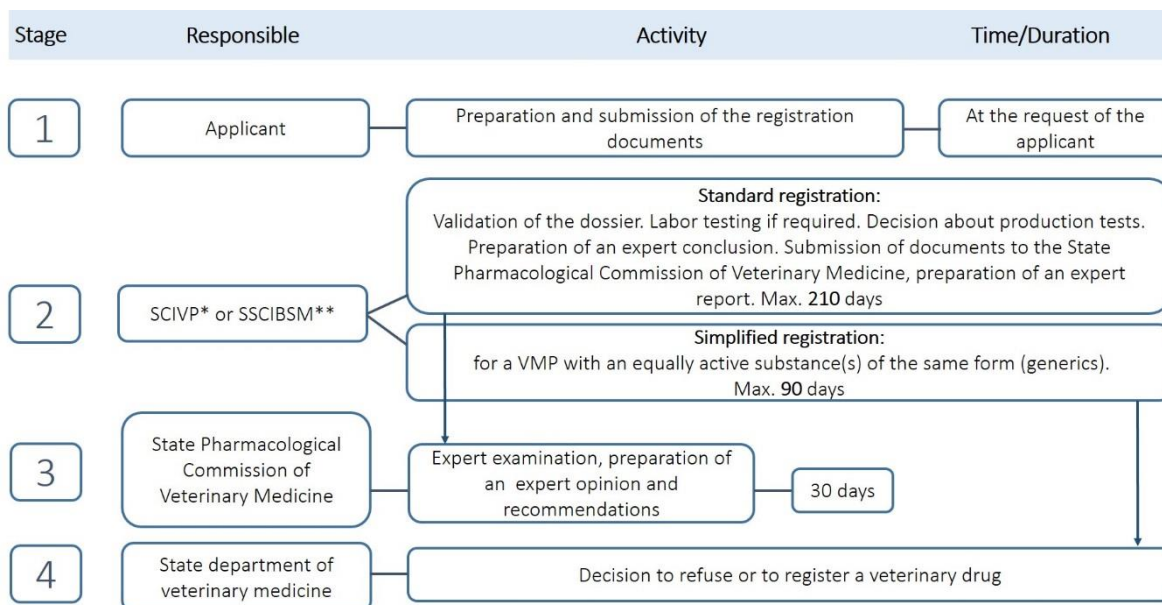 Stage Responsible Activity Time/Duration
1
Applicant
Preparation and submission of the registration
documents
At the request of the
applicant
2
SCIVP* or SSCIBSM**
Standard registration:
Validation of the dossier. Labor testing if required. Decision about production tests.
Preparation of an expert conclusion. Submission of documents to the State
Pharmacological Commission of Veterinary Medicine, preparation of an expert
report. Max. 210 days
Simplified registration:
for a VMP with an equally active substance(s) of the same form (generics).
Max. 90 days
3
State Pharmacological
Commission of
Veterinary Medicine
Expert examination, preparation of
an expert opinion and
recommendations
30 days
4
State department of
veterinary medicine
Decision to refuse or to register a veterinary drug